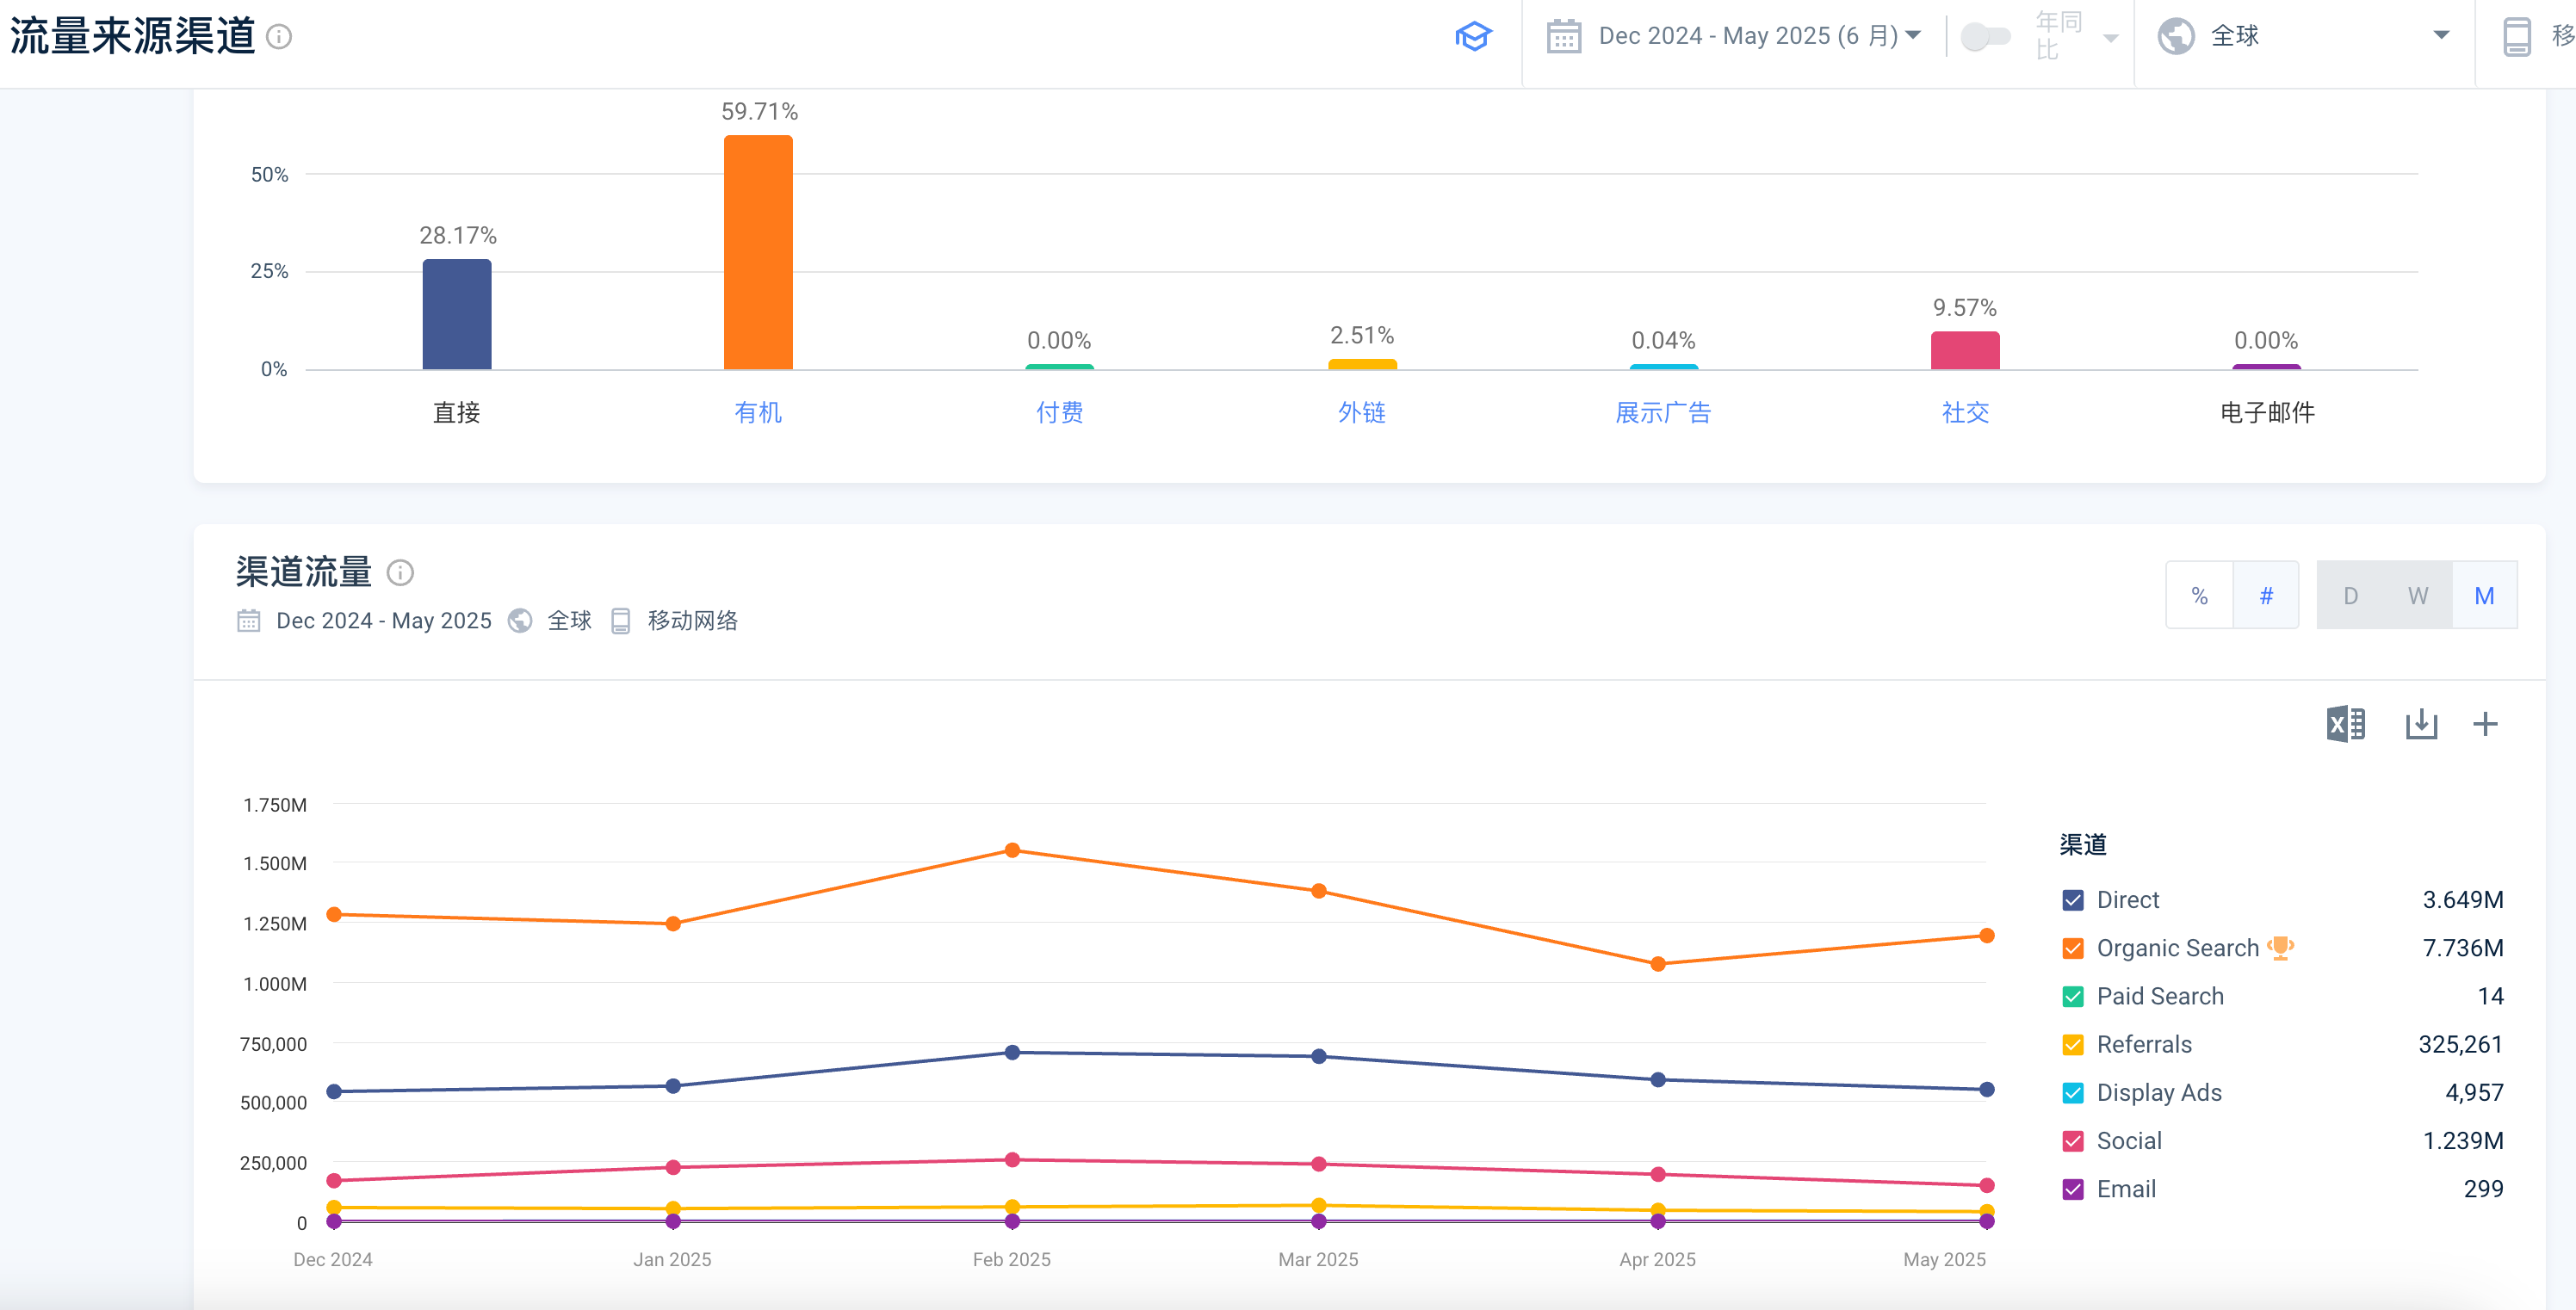 流量来源渠道
Dec 2024 - May 2025 (6 月)
年同比
全球
移
59.71%
50%
28.17%
25%
9.57%
0.00%
2.51%
0.04%
0.00%
0%
直接
有机
付费
外链
展示广告
社交
电子邮件
渠道流量
Dec 2024 - May 2025 全球 移动网络
% # D W M
1.750M
1.500M
1.250M
1.000M
750,000
500,000
250,000
0
Dec 2024
Jan 2025
Feb 2025
Mar 2025
Apr 2025
May 2025
渠道
Direct 3.649M
Organic Search 7.736M
Paid Search 14
Referrals 325,261
Display Ads 4,957
Social 1.239M
Email 299